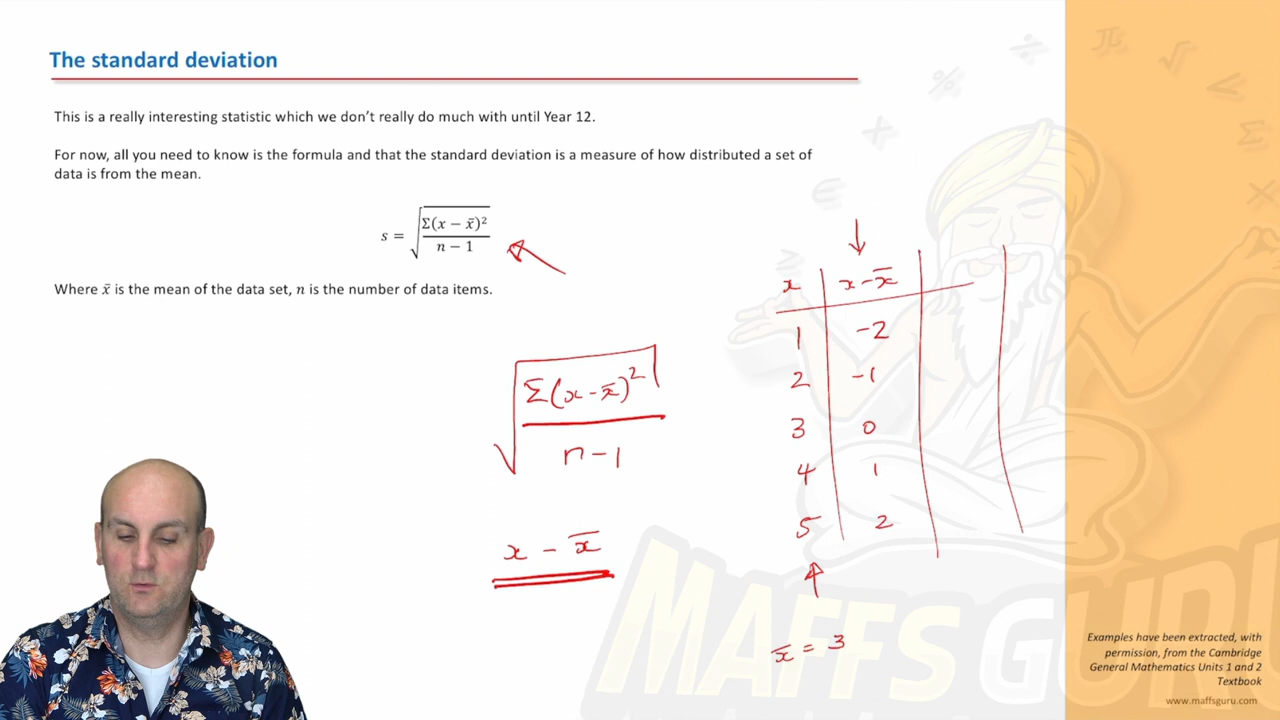 The standard deviation
This is a really interesting statistic which we don't really do much with until Year 12.
For now, all you need to know is the formula and that the standard deviation is a measure of how distributed a set of
data is from the mean.
s = √(Σ(x − x̄)² / (n − 1))
Where x̄ is the mean of the data set, n is the number of data items.
√(Σ(x − x̄)² / (n − 1))
x − x̄
x | x − x̄
1 | −2
2 | −1
3 | 0
4 | 1
5 | 2
x̄ = 3
MAFFS GURU
Examples have been extracted, with
permission, from the Cambridge
General Mathematics Units 1 and 2
Textbook
www.maffsguru.com